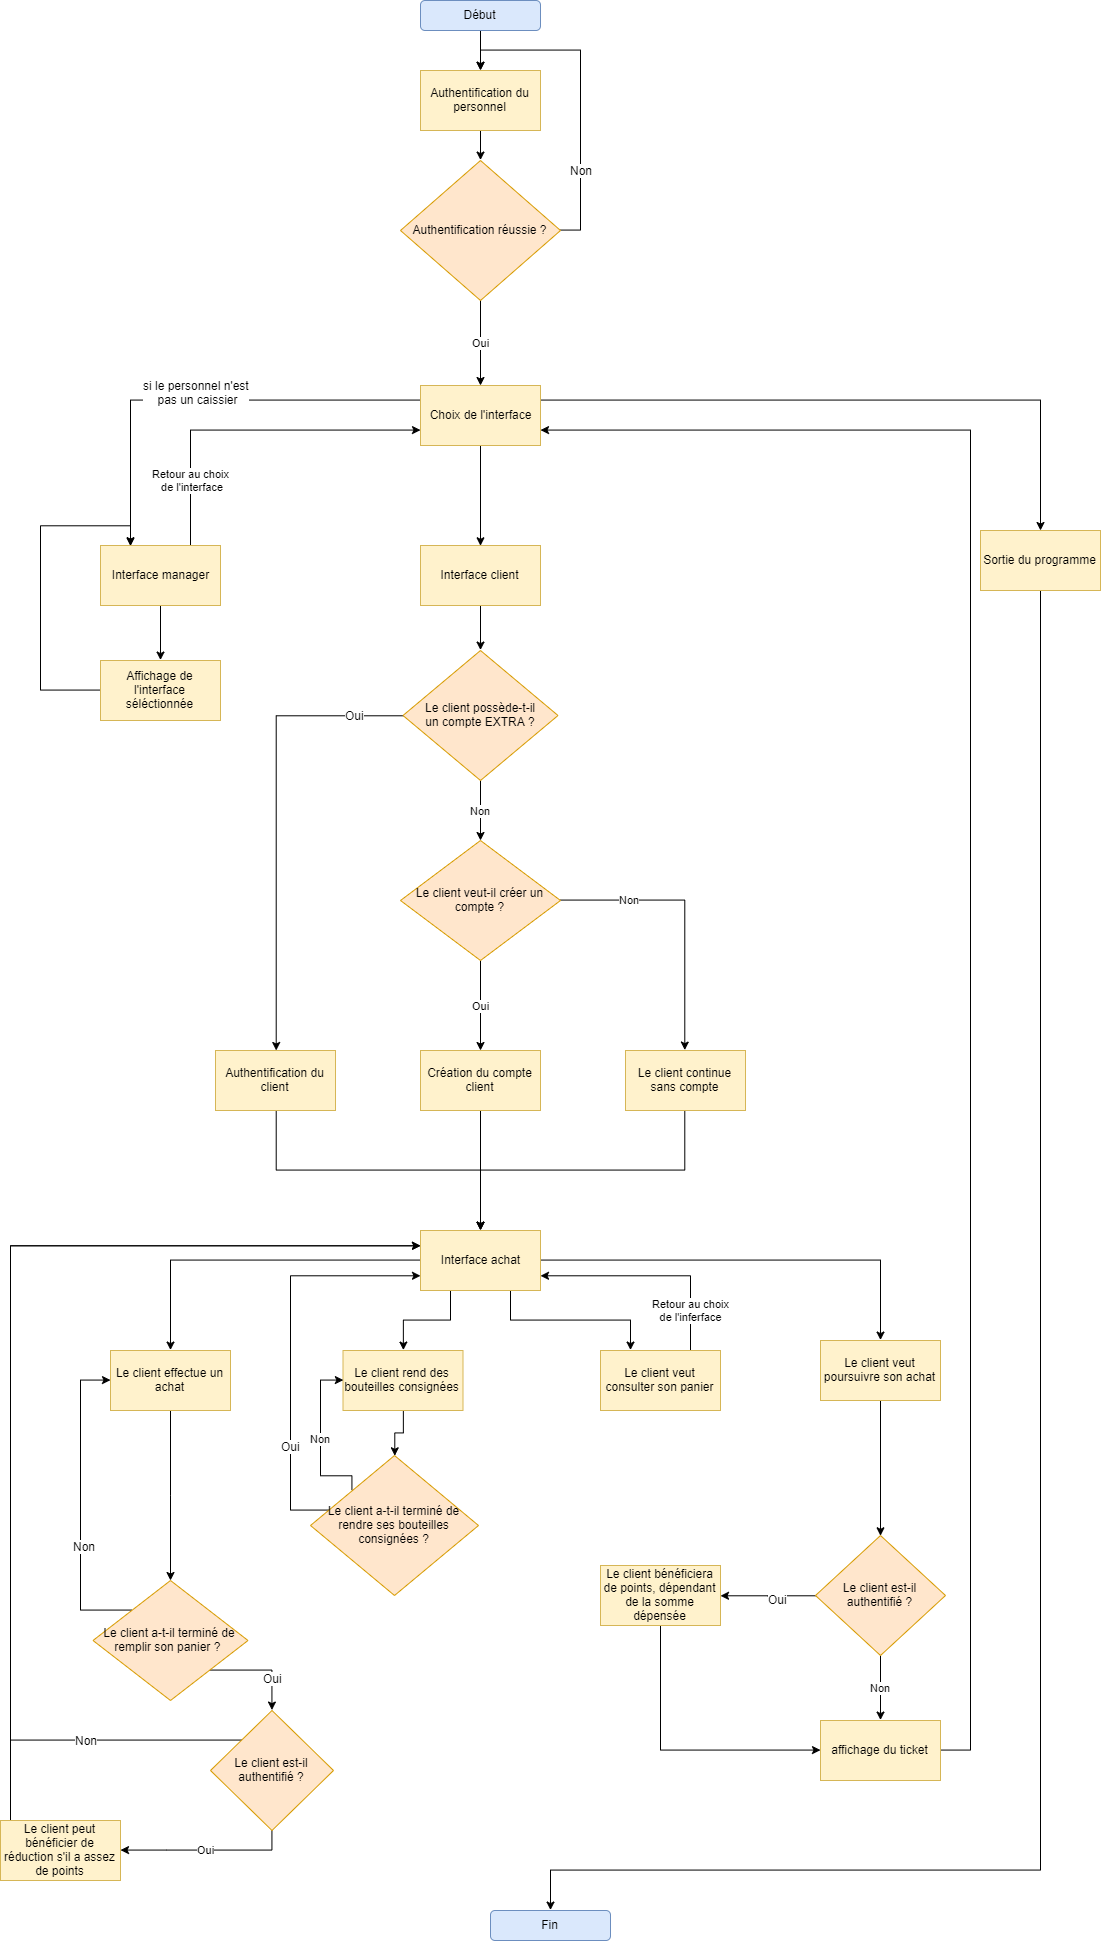 Début
Authentification du
personnel
Non
Authentification réussie ?
Oui
si le personnel n'est
pas un caissier
Choix de l'interface
Retour au choix
de l'interface
Interface manager
Interface client
Sortie du programme
Affichage de
l'interface
séléctionnée
Le client possède-t-il
un compte EXTRA ?
Oui
Non
Le client veut-il créer un
compte ?
Non
Oui
Authentification du
client
Création du compte
client
Le client continue
sans compte
Interface achat
Retour au choix
de l'inferface
Le client effectue un
achat
Le client rend des
bouteilles consignées
Le client veut
consulter son panier
Le client veut
poursuivre son achat
Oui
Non
Le client a-t-il terminé de
rendre ses bouteilles
consignées ?
Non
Le client bénéficiera
de points, dépendant
de la somme
dépensée
Oui
Le client est-il
authentifié ?
Le client a-t-il terminé de
remplir son panier ?
Oui
Non
Non
Le client est-il
authentifié ?
affichage du ticket
Le client peut
bénéficier de
réduction s'il a assez
de points
Oui
Fin